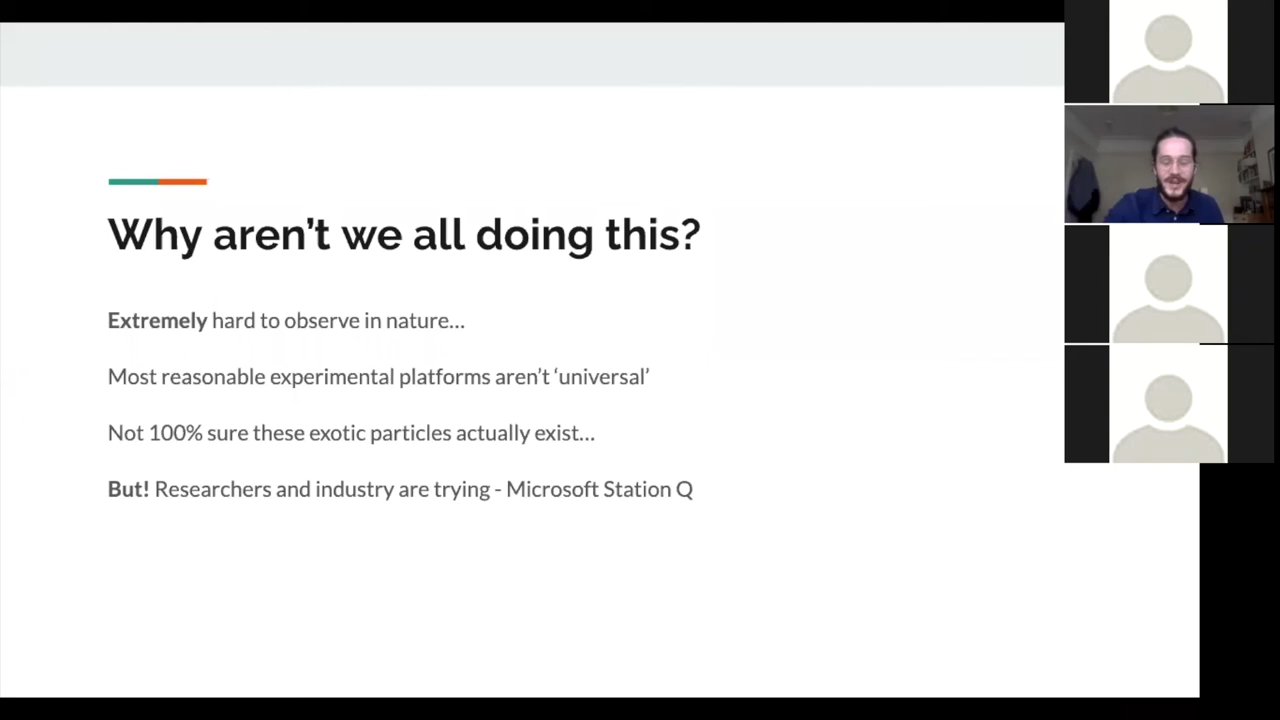 Why aren’t we all doing this?
Extremely hard to observe in nature...
Most reasonable experimental platforms aren’t ‘universal’
Not 100% sure these exotic particles actually exist...
But! Researchers and industry are trying - Microsoft Station Q